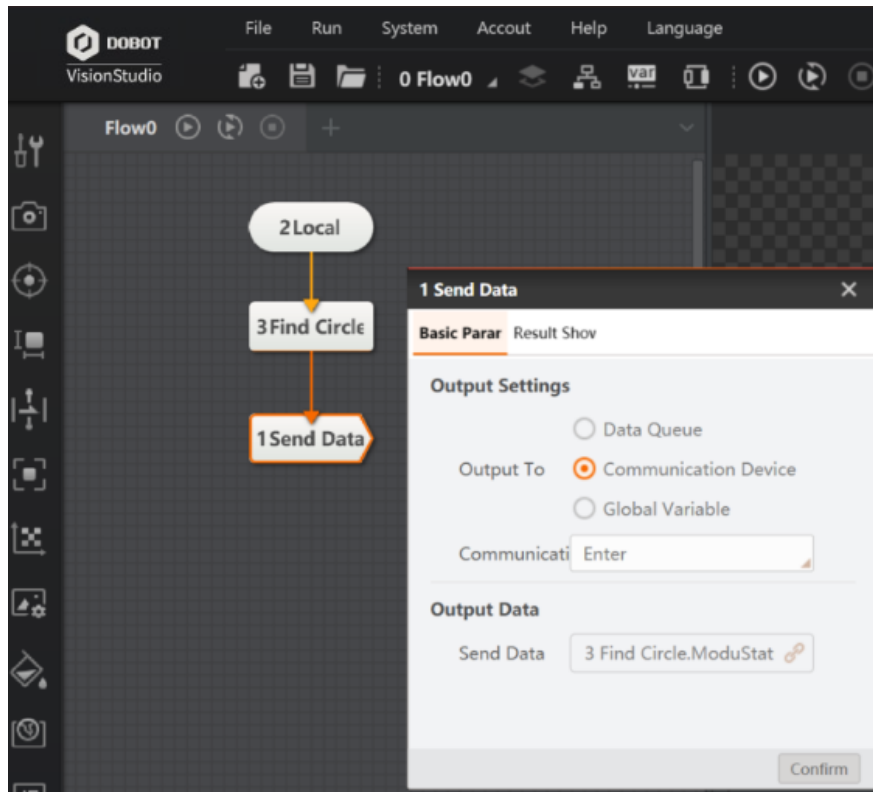 DOBOT
VisionStudio
File Run System Accout Help Language
0 Flow0
var
Flow0
2Local
3Find Circle
1Send Data
1 Send Data
Basic Parar Result Shov
Output Settings
Data Queue
Output To Communication Device
Global Variable
Communicati Enter
Output Data
Send Data 3 Find Circle.ModuStat
Confirm